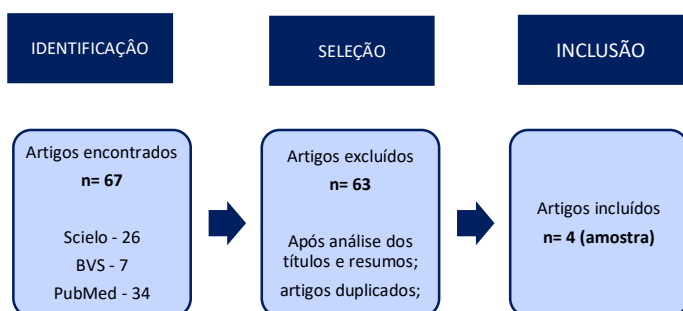 IDENTIFICAÇÂO
SELEÇÃO
INCLUSÃO
Artigos encontrados
n= 67
Scielo - 26
BVS - 7
PubMed - 34
Artigos excluídos
n= 63
Após análise dos
títulos e resumos;
artigos duplicados;
Artigos incluídos
n= 4 (amostra)